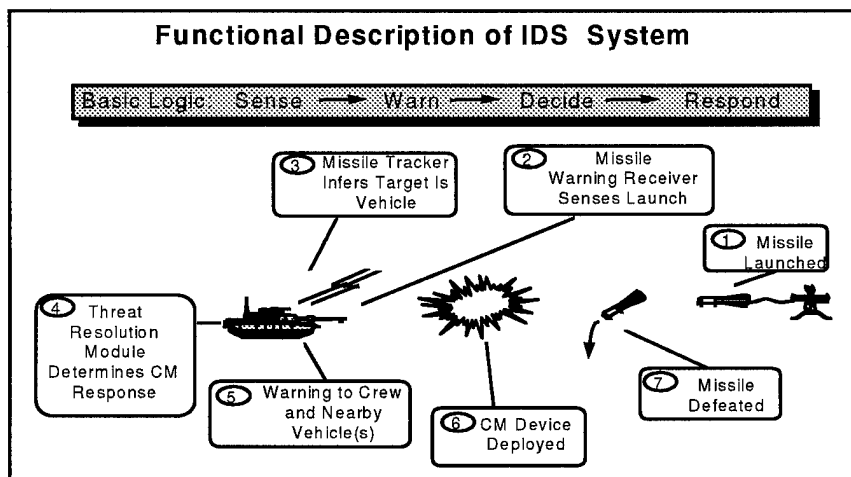 Functional Description of IDS System
Basic Logic Sense Warn Decide Respond
1 Missile
Launched
2 Missile
Warning Receiver
Senses Launch
3 Missile Tracker
Infers Target Is
Vehicle
4 Threat
Resolution
Module
Determines CM
Response
5 Warning to Crew
and Nearby
Vehicle(s)
6 CM Device
Deployed
7 Missile
Defeated